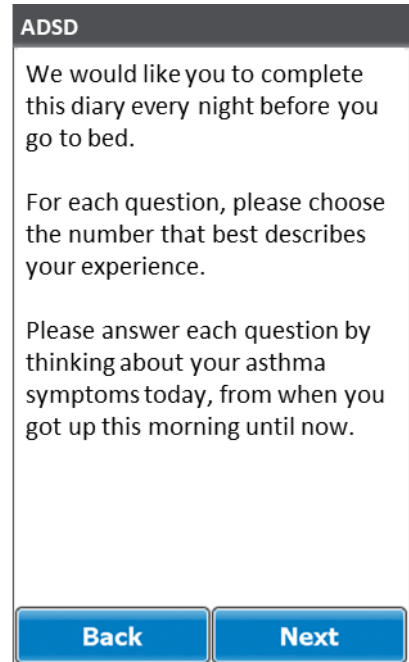 ADSD
We would like you to complete
this diary every night before you
go to bed.
For each question, please choose
the number that best describes
your experience.
Please answer each question by
thinking about your asthma
symptoms today, from when you
got up this morning until now.
Back
Next